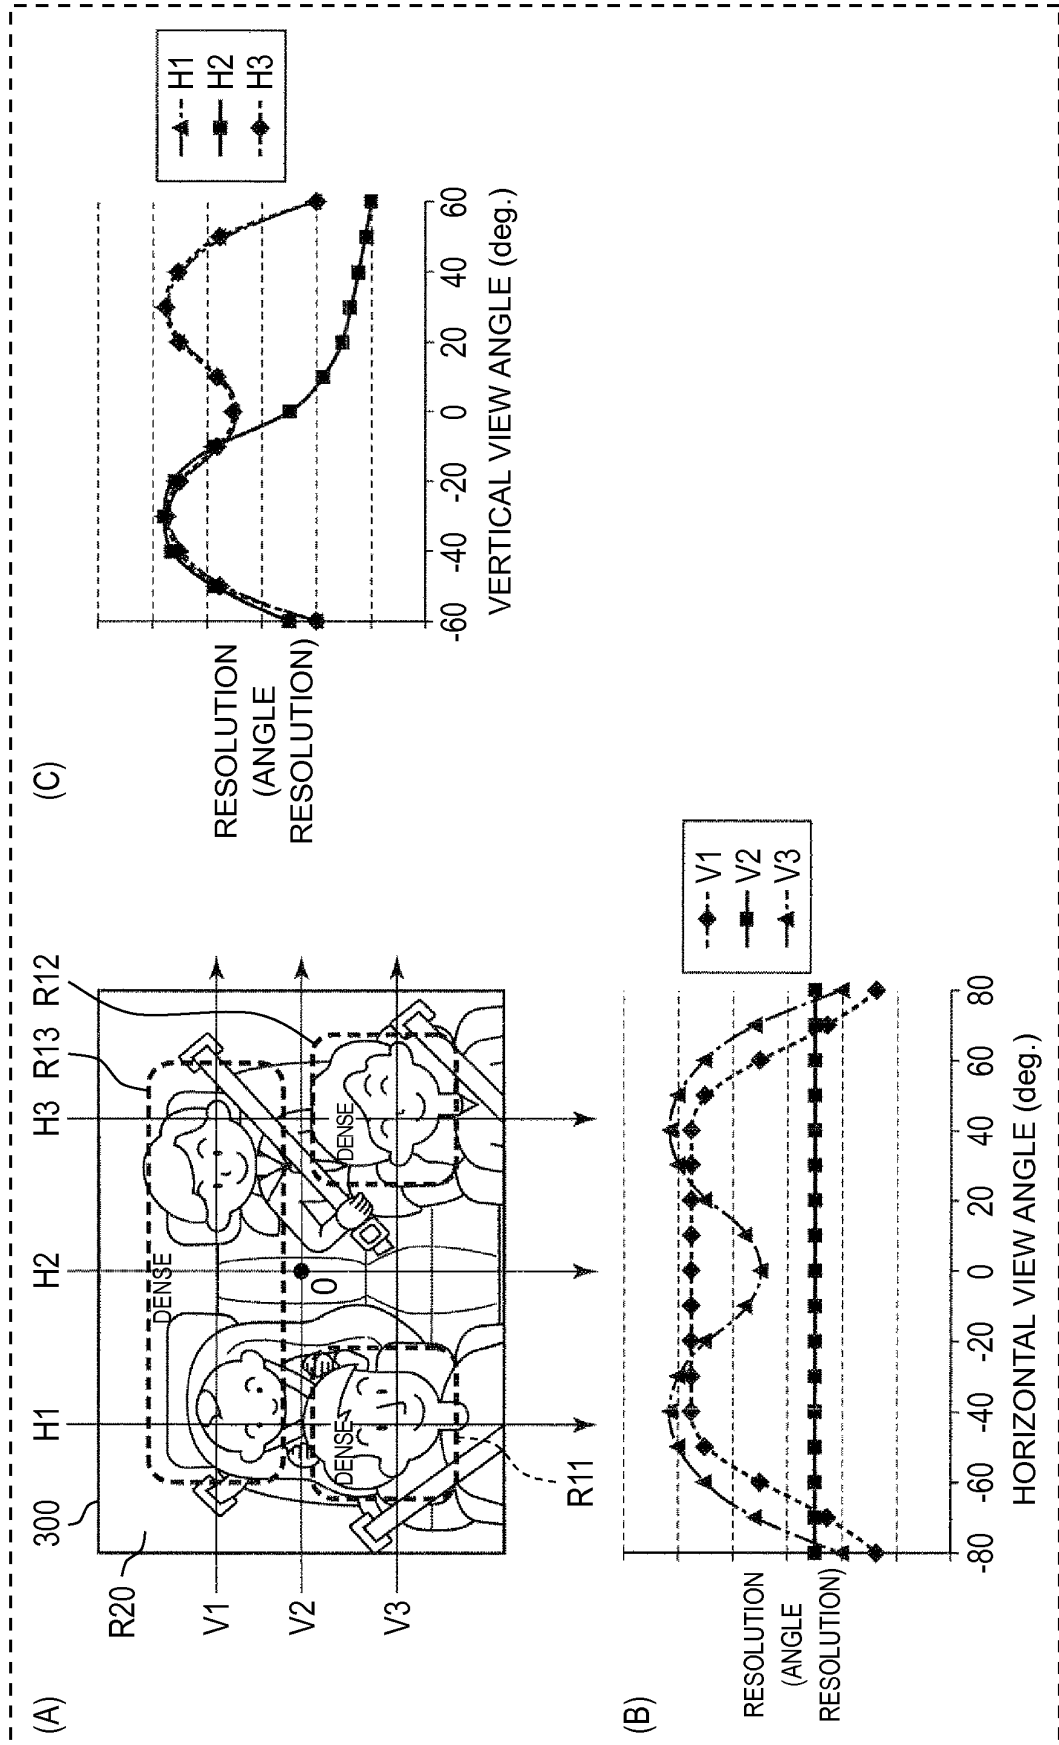 (A)
300
H1
H2
H3
R13
R12
R20
V1
V2
V3
DENSE
DENSE
DENSE
O
R11
(B)
RESOLUTION
(ANGLE
RESOLUTION)
-80
-60
-40
-20
0
20
40
60
80
HORIZONTAL VIEW ANGLE (deg.)
V1
V2
V3
(C)
RESOLUTION
(ANGLE
RESOLUTION)
-60
-40
-20
0
20
40
60
VERTICAL VIEW ANGLE (deg.)
H1
H2
H3